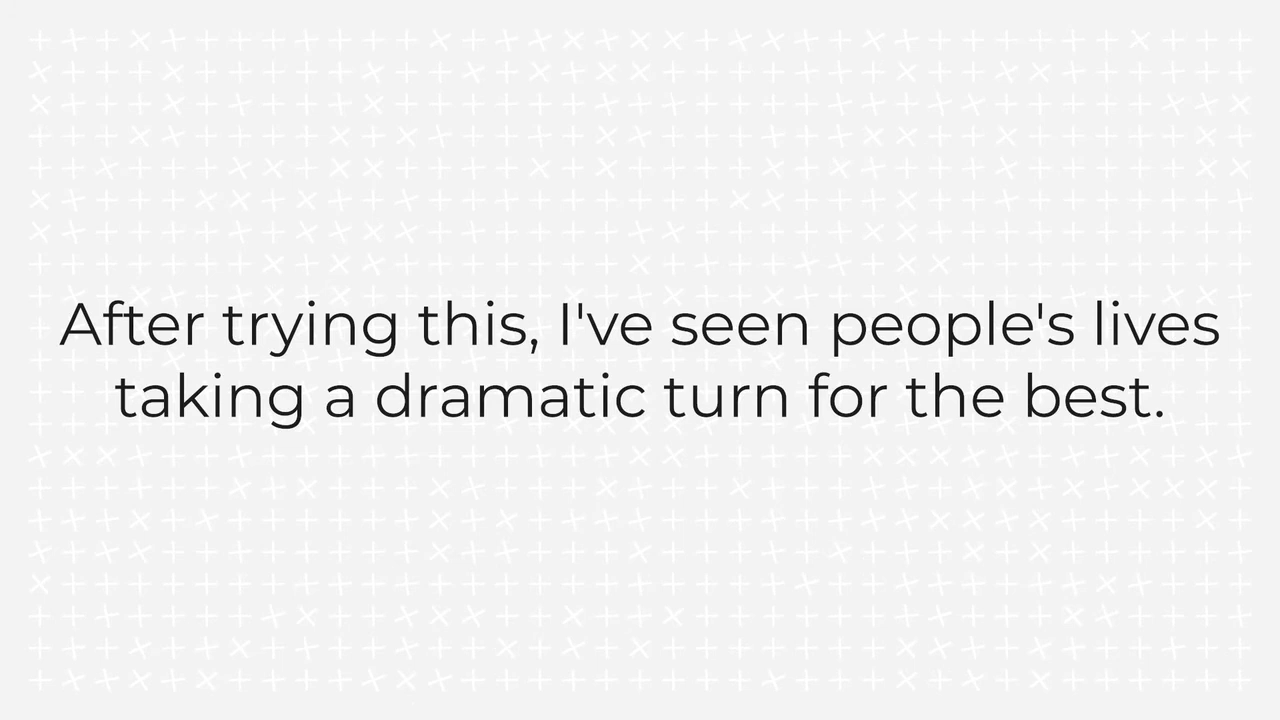 After trying this, I've seen people's lives
taking a dramatic turn for the best.